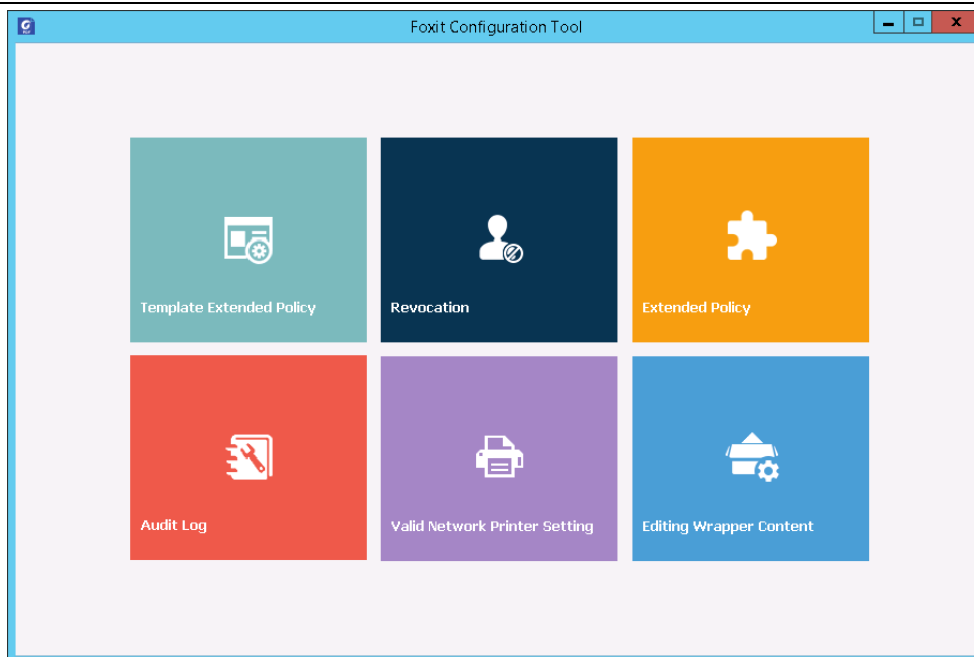 Foxit Configuration Tool
Template Extended Policy
Revocation
Extended Policy
Audit Log
Valid Network Printer Setting
Editing Wrapper Content